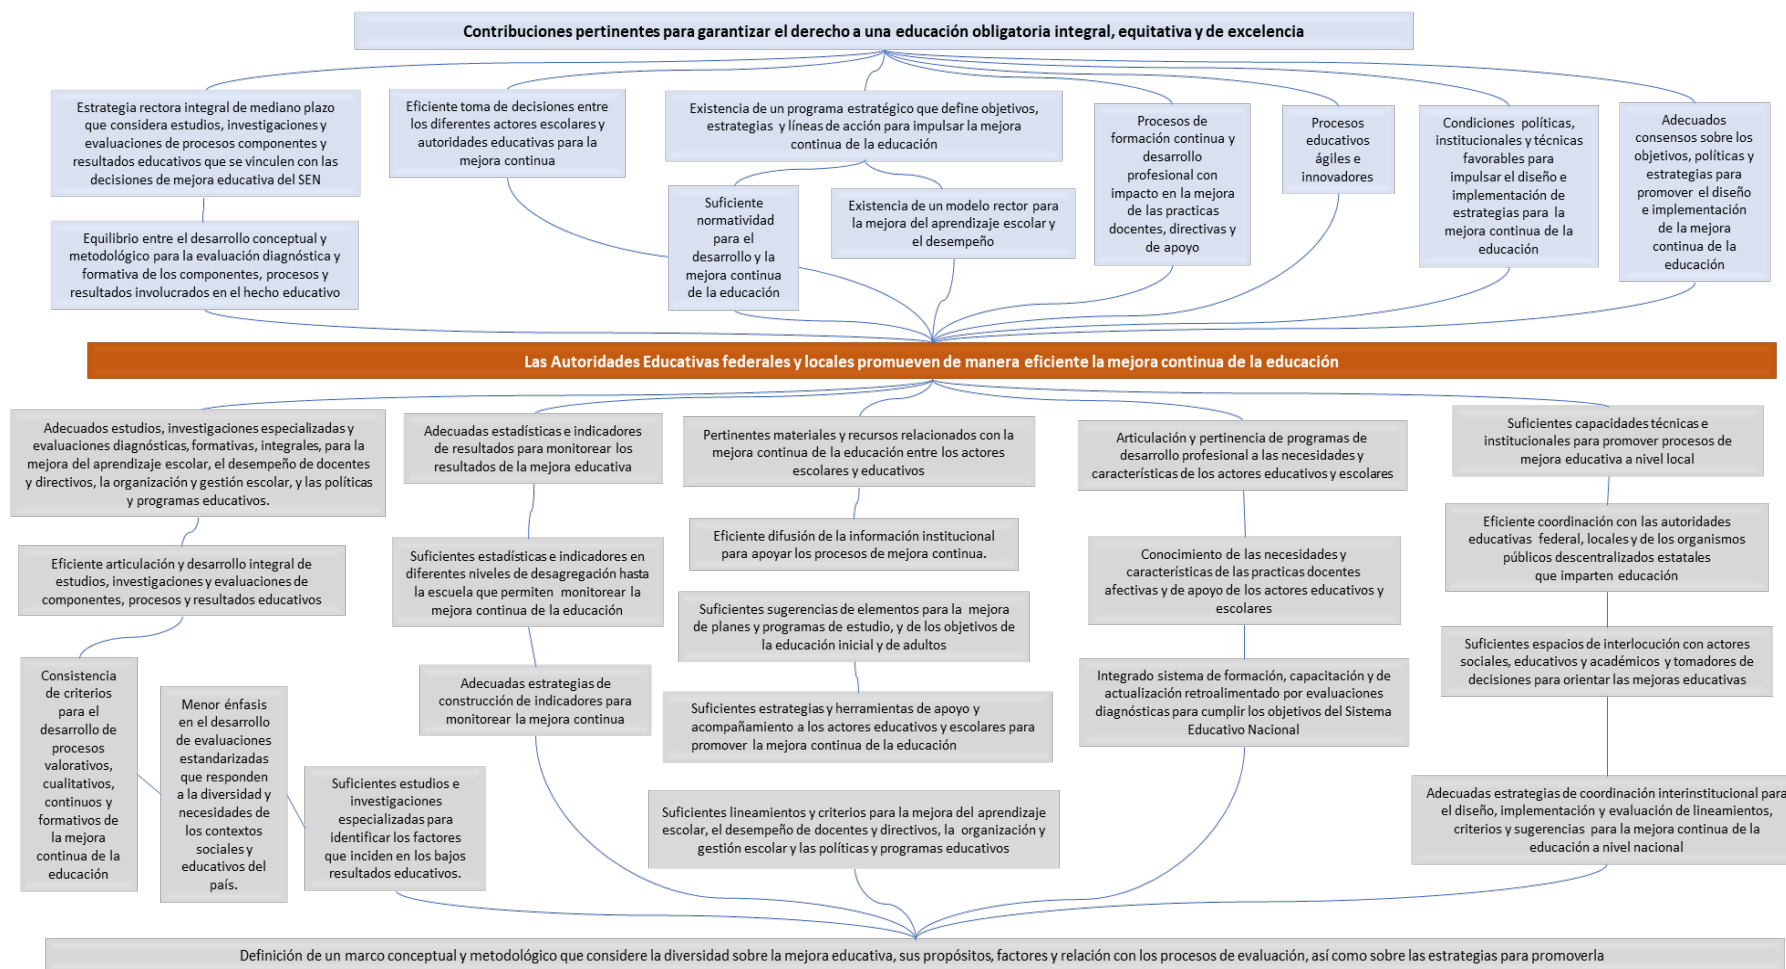 Contribuciones pertinentes para garantizar el derecho a una educación obligatoria integral, equitativa y de excelencia
Estrategia rectora integral de mediano plazo
que considera estudios, investigaciones y
evaluaciones de procesos componentes y
resultados educativos que se vinculen con las
decisiones de mejora educativa del SEN
Eficiente toma de decisiones entre
los diferentes actores escolares y
autoridades educativas para la
mejora continua
Existencia de un programa estratégico que define objetivos,
estrategias y líneas de acción para impulsar la mejora
continua de la educación
Procesos de
formación continua y
desarrollo
profesional con
impacto en la mejora
de las practicas
docentes, directivas y
de apoyo
Procesos
educativos
ágiles e
innovadores
Condiciones políticas,
institucionales y técnicas
favorables para
impulsar el diseño e
implementación de
estrategias para la
mejora continua de la
educación
Adecuados
consensos sobre los
objetivos, políticas y
estrategias para
promover el diseño
e implementación
de la mejora
continua de la
educación
Equilibrio entre el desarrollo conceptual y
metodológico para la evaluación diagnóstica y
formativa de los componentes, procesos y
resultados involucrados en el hecho educativo
Suficiente
normatividad
para el
desarrollo y la
mejora continua
de la educación
Existencia de un modelo rector para
la mejora del aprendizaje escolar y
el desempeño
Las Autoridades Educativas federales y locales promueven de manera eficiente la mejora continua de la educación
Adecuados estudios, investigaciones especializadas y
evaluaciones diagnósticas, formativas, integrales, para la
mejora del aprendizaje escolar, el desempeño de docentes
y directivos, la organización y gestión escolar, y las políticas
y programas educativos.
Adecuadas estadísticas e indicadores
de resultados para monitorear los
resultados de la mejora educativa
Pertinentes materiales y recursos relacionados con la
mejora continua de la educación entre los actores
escolares y educativos
Articulación y pertinencia de programas de
desarrollo profesional a las necesidades y
características de los actores educativos y escolares
Suficientes capacidades técnicas e
institucionales para promover procesos de
mejora educativa a nivel local
Eficiente articulación y desarrollo integral de
estudios, investigaciones y evaluaciones de
componentes, procesos y resultados educativos
Suficientes estadísticas e indicadores en
diferentes niveles de desagregación hasta
la escuela que permiten monitorear la
mejora continua de la educación
Eficiente difusión de la información institucional
para apoyar los procesos de mejora continua.
Conocimiento de las necesidades y
características de las practicas docentes
afectivas y de apoyo de los actores educativos y
escolares
Eficiente coordinación con las autoridades
educativas federal, locales y de los organismos
públicos descentralizados estatales
que imparten educación
Suficientes sugerencias de elementos para la mejora
de planes y programas de estudio, y de los objetivos de
la educación inicial y de adultos
Suficientes espacios de interlocución con actores
sociales, educativos y académicos y tomadores de
decisiones para orientar las mejoras educativas
Consistencia
de criterios
para el
desarrollo de
procesos
valorativos,
cualitativos,
continuos y
formativos de
la mejora
continua de la
educación
Menor énfasis
en el desarrollo
de evaluaciones
estandarizadas
que responden
a la diversidad y
necesidades de
los contextos
sociales y
educativos del
país.
Suficientes estudios e
investigaciones
especializadas para
identificar los factores
que inciden en los bajos
resultados educativos.
Adecuadas estrategias de
construcción de indicadores para
monitorear la mejora continua
Suficientes estrategias y herramientas de apoyo y
acompañamiento a los actores educativos y escolares para
promover la mejora continua de la educación
Integrado sistema de formación, capacitación y de
actualización retroalimentado por evaluaciones
diagnósticas para cumplir los objetivos del Sistema
Educativo Nacional
Suficientes lineamientos y criterios para la mejora del aprendizaje
escolar, el desempeño de docentes y directivos, la organización y
gestión escolar y las políticas y programas educativos
Adecuadas estrategias de coordinación interinstitucional para
el diseño, implementación y evaluación de lineamientos,
criterios y sugerencias para la mejora continua de la
educación a nivel nacional
Definición de un marco conceptual y metodológico que considere la diversidad sobre la mejora educativa, sus propósitos, factores y relación con los procesos de evaluación, así como sobre las estrategias para promoverla